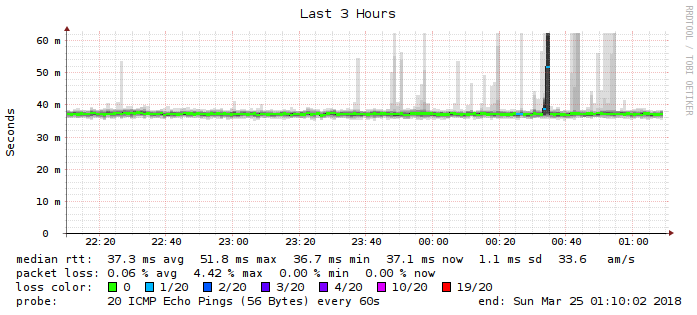 Last 3 Hours
RRDTOOL / TOBI OETIKER
Seconds
60 m
50 m
40 m
30 m
20 m
10 m
0
22:20 22:40 23:00 23:20 23:40 00:00 00:20 00:40 01:00
median rtt: 37.3 ms avg 51.8 ms max 36.7 ms min 37.1 ms now 1.1 ms sd 33.6 am/s
packet loss: 0.06 % avg 4.42 % max 0.00 % min 0.00 % now
loss color: 0 1/20 2/20 3/20 4/20 10/20 19/20
probe: 20 ICMP Echo Pings (56 Bytes) every 60s end: Sun Mar 25 01:10:02 2018